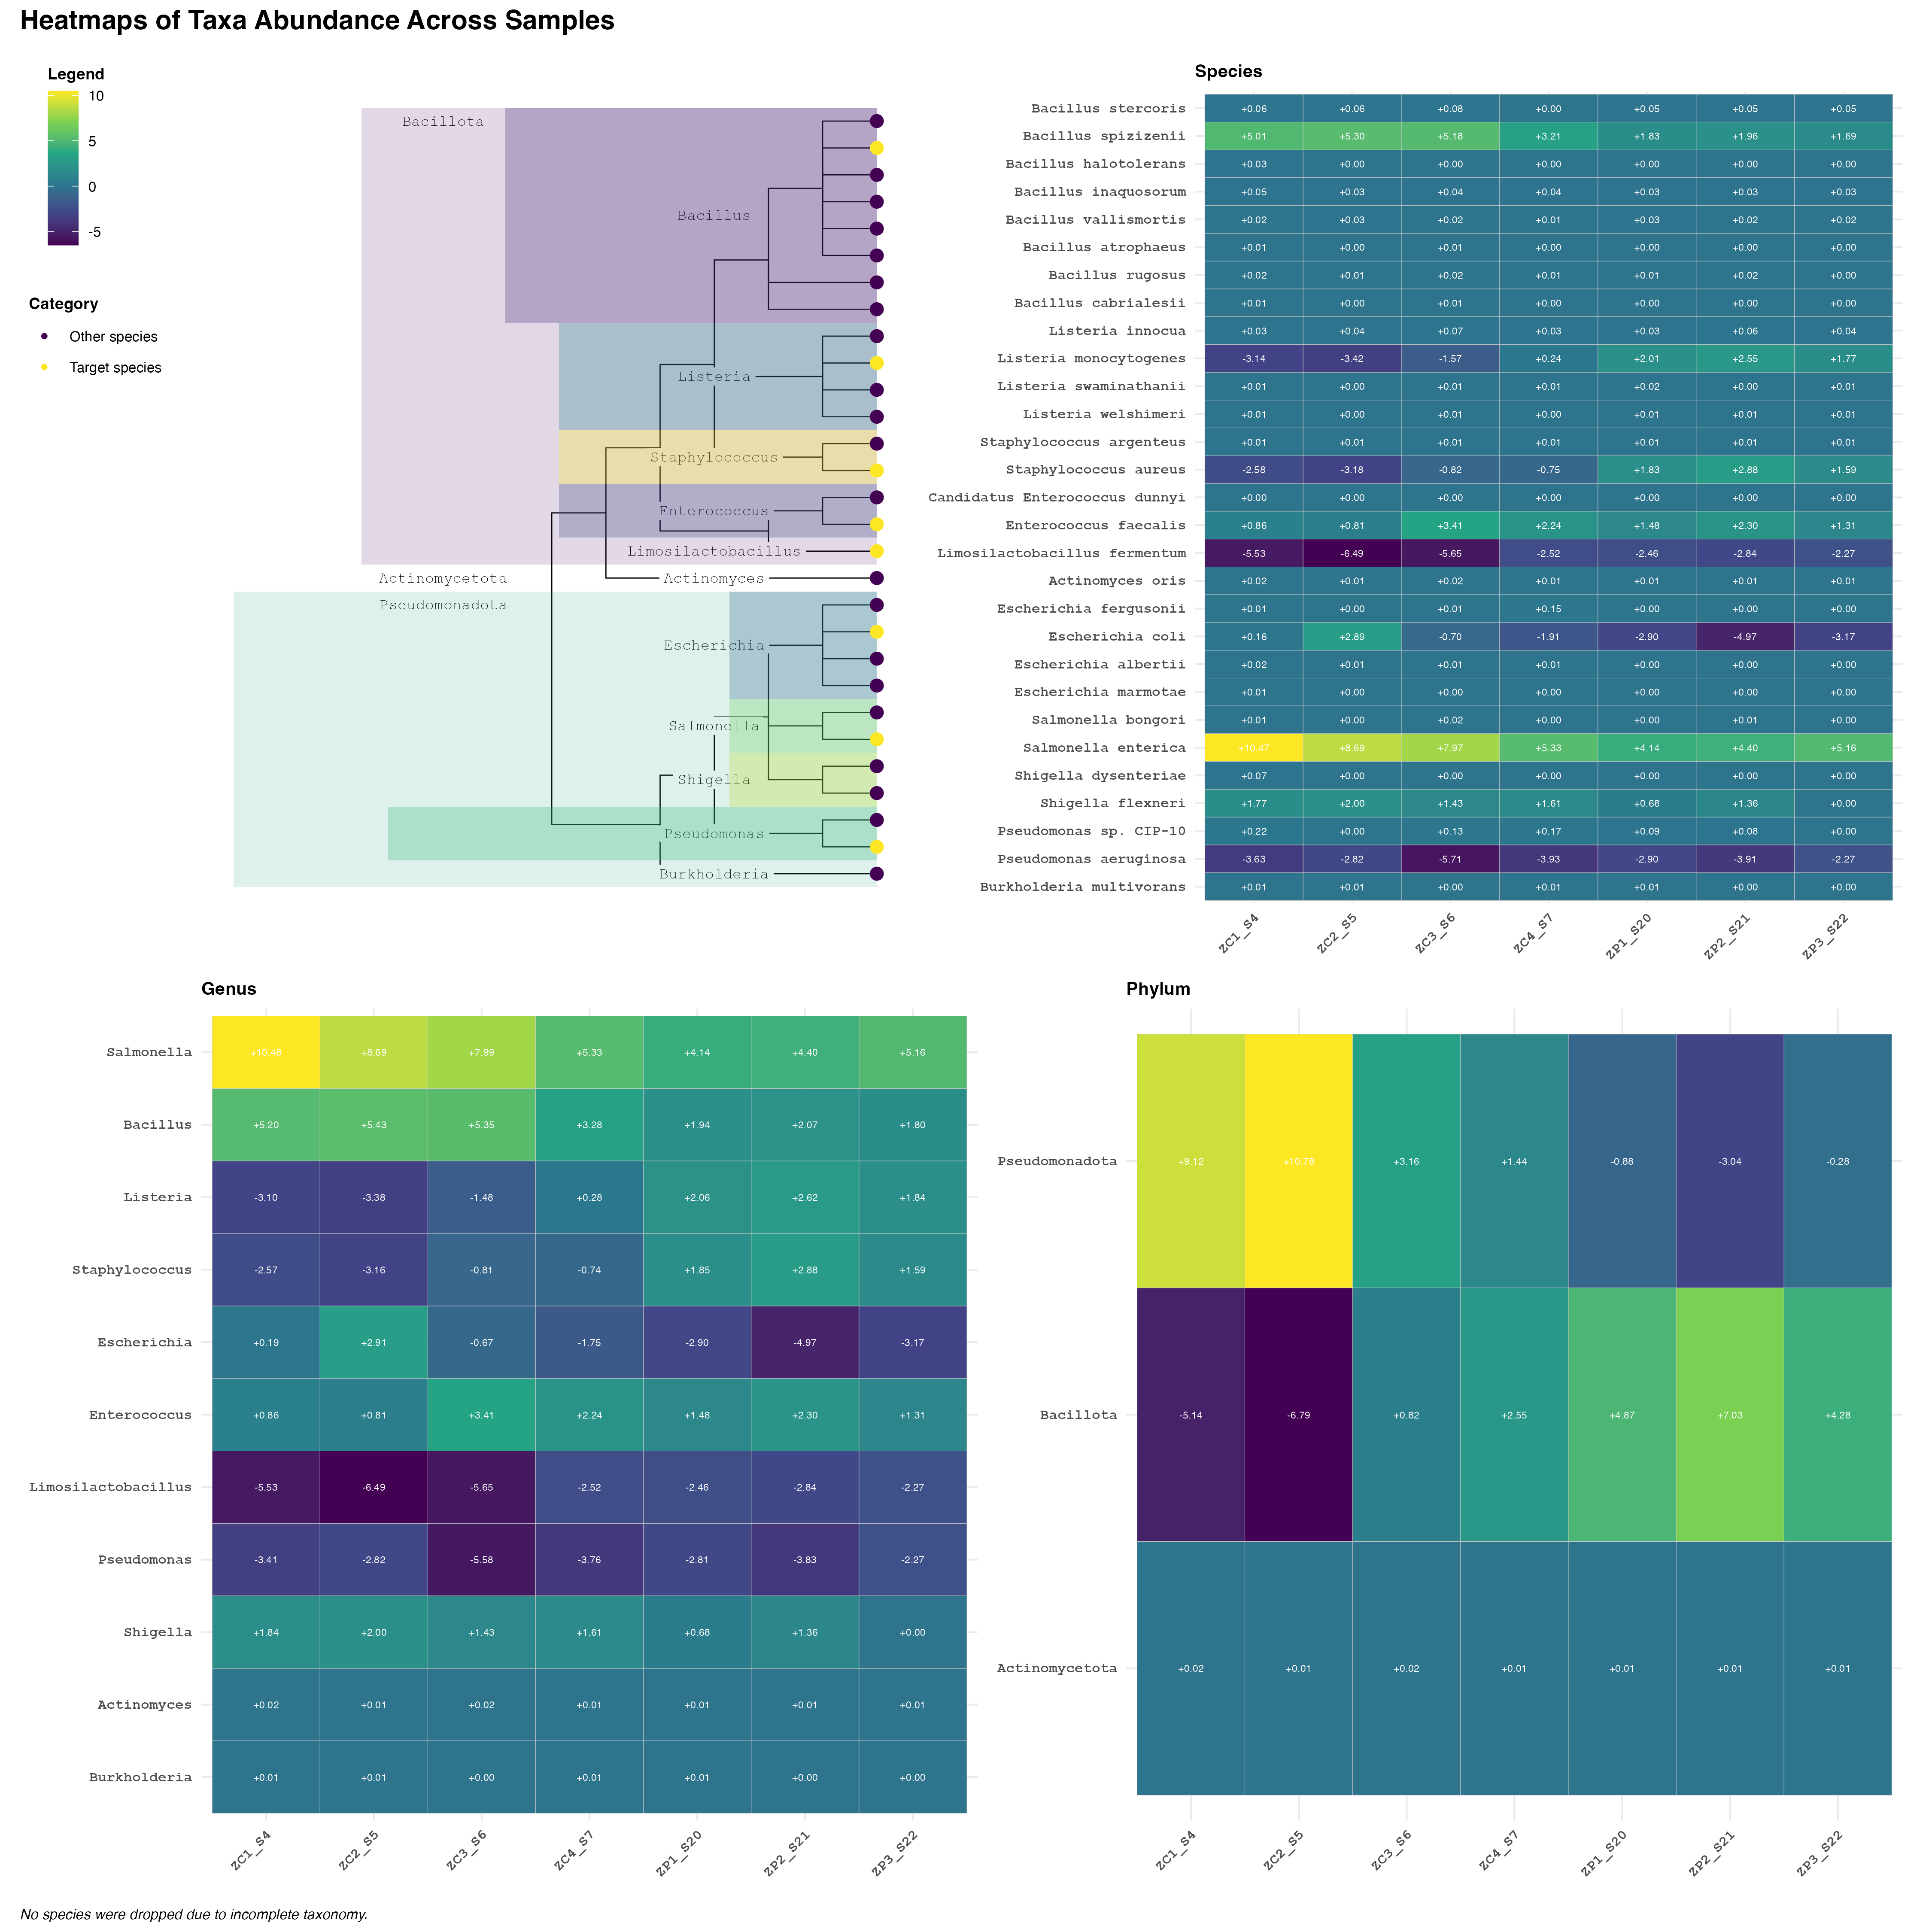 Heatmaps of Taxa Abundance Across Samples
Legend
10
5
0
-5
Category
Other species
Target species
Bacillota
Bacillus
Listeria
Staphylococcus
Enterococcus
Limosilactobacillus
Actinomycetota
Actinomyces
Pseudomonadota
Escherichia
Salmonella
Shigella
Pseudomonas
Burkholderia
Species
Bacillus stercoris +0.06 +0.06 +0.08 +0.00 +0.05 +0.05 +0.05
Bacillus spizizenii +5.01 +5.30 +5.18 +3.21 +1.83 +1.96 +1.69
Bacillus halotolerans +0.03 +0.00 +0.00 +0.00 +0.00 +0.00 +0.00
Bacillus inaquosorum +0.05 +0.03 +0.04 +0.04 +0.03 +0.03 +0.03
Bacillus vallismortis +0.02 +0.03 +0.02 +0.01 +0.03 +0.02 +0.02
Bacillus atrophaeus +0.01 +0.00 +0.01 +0.00 +0.00 +0.00 +0.00
Bacillus rugosus +0.02 +0.01 +0.02 +0.01 +0.01 +0.02 +0.00
Bacillus cabrialesii +0.01 +0.00 +0.01 +0.00 +0.00 +0.00 +0.00
Listeria innocua +0.03 +0.04 +0.07 +0.03 +0.03 +0.06 +0.04
Listeria monocytogenes -3.14 -3.42 -1.57 +0.24 +2.01 +2.55 +1.77
Listeria swaminathanii +0.01 +0.00 +0.01 +0.01 +0.02 +0.00 +0.01
Listeria welshimeri +0.01 +0.00 +0.01 +0.00 +0.01 +0.01 +0.01
Staphylococcus argenteus +0.01 +0.01 +0.01 +0.01 +0.01 +0.01 +0.01
Staphylococcus aureus -2.58 -3.18 -0.82 -0.75 +1.83 +2.88 +1.59
Candidatus Enterococcus dunnyi +0.00 +0.00 +0.00 +0.00 +0.00 +0.00 +0.00
Enterococcus faecalis +0.86 +0.81 +3.41 +2.24 +1.48 +2.30 +1.31
Limosilactobacillus fermentum -5.53 -6.49 -5.65 -2.52 -2.46 -2.84 -2.27
Actinomyces oris +0.02 +0.01 +0.02 +0.01 +0.01 +0.01 +0.01
Escherichia fergusonii +0.01 +0.00 +0.01 +0.15 +0.00 +0.00 +0.00
Escherichia coli +0.16 +2.89 -0.70 -1.91 -2.90 -4.97 -3.17
Escherichia albertii +0.02 +0.01 +0.01 +0.01 +0.00 +0.00 +0.00
Escherichia marmotae +0.01 +0.00 +0.00 +0.00 +0.00 +0.00 +0.00
Salmonella bongori +0.01 +0.00 +0.02 +0.00 +0.00 +0.01 +0.00
Salmonella enterica +10.47 +8.69 +7.97 +5.33 +4.14 +4.40 +5.16
Shigella dysenteriae +0.07 +0.00 +0.00 +0.00 +0.00 +0.00 +0.00
Shigella flexneri +1.77 +2.00 +1.43 +1.61 +0.68 +1.36 +0.00
Pseudomonas sp. CIP-10 +0.22 +0.00 +0.13 +0.17 +0.09 +0.08 +0.00
Pseudomonas aeruginosa -3.63 -2.82 -5.71 -3.93 -2.90 -3.91 -2.27
Burkholderia multivorans +0.01 +0.01 +0.00 +0.01 +0.01 +0.00 +0.00
ZC1_S4 ZC2_S5 ZC3_S6 ZC4_S7 ZP1_S20 ZP2_S21 ZP3_S22
Genus
Salmonella +10.48 +8.69 +7.99 +5.33 +4.14 +4.40 +5.16
Bacillus +5.20 +5.43 +5.35 +3.28 +1.94 +2.07 +1.80
Listeria -3.10 -3.38 -1.48 +0.28 +2.06 +2.62 +1.84
Staphylococcus -2.57 -3.16 -0.81 -0.74 +1.85 +2.88 +1.59
Escherichia +0.19 +2.91 -0.67 -1.75 -2.90 -4.97 -3.17
Enterococcus +0.86 +0.81 +3.41 +2.24 +1.48 +2.30 +1.31
Limosilactobacillus -5.53 -6.49 -5.65 -2.52 -2.46 -2.84 -2.27
Pseudomonas -3.41 -2.82 -5.58 -3.76 -2.81 -3.83 -2.27
Shigella +1.84 +2.00 +1.43 +1.61 +0.68 +1.36 +0.00
Actinomyces +0.02 +0.01 +0.02 +0.01 +0.01 +0.01 +0.01
Burkholderia +0.01 +0.01 +0.00 +0.01 +0.01 +0.00 +0.00
ZC1_S4 ZC2_S5 ZC3_S6 ZC4_S7 ZP1_S20 ZP2_S21 ZP3_S22
Phylum
Pseudomonadota +9.12 +10.78 +3.16 +1.44 -0.88 -3.04 -0.28
Bacillota -5.14 -6.79 +0.82 +2.55 +4.87 +7.03 +4.28
Actinomycetota +0.02 +0.01 +0.02 +0.01 +0.01 +0.01 +0.01
ZC1_S4 ZC2_S5 ZC3_S6 ZC4_S7 ZP1_S20 ZP2_S21 ZP3_S22
No species were dropped due to incomplete taxonomy.